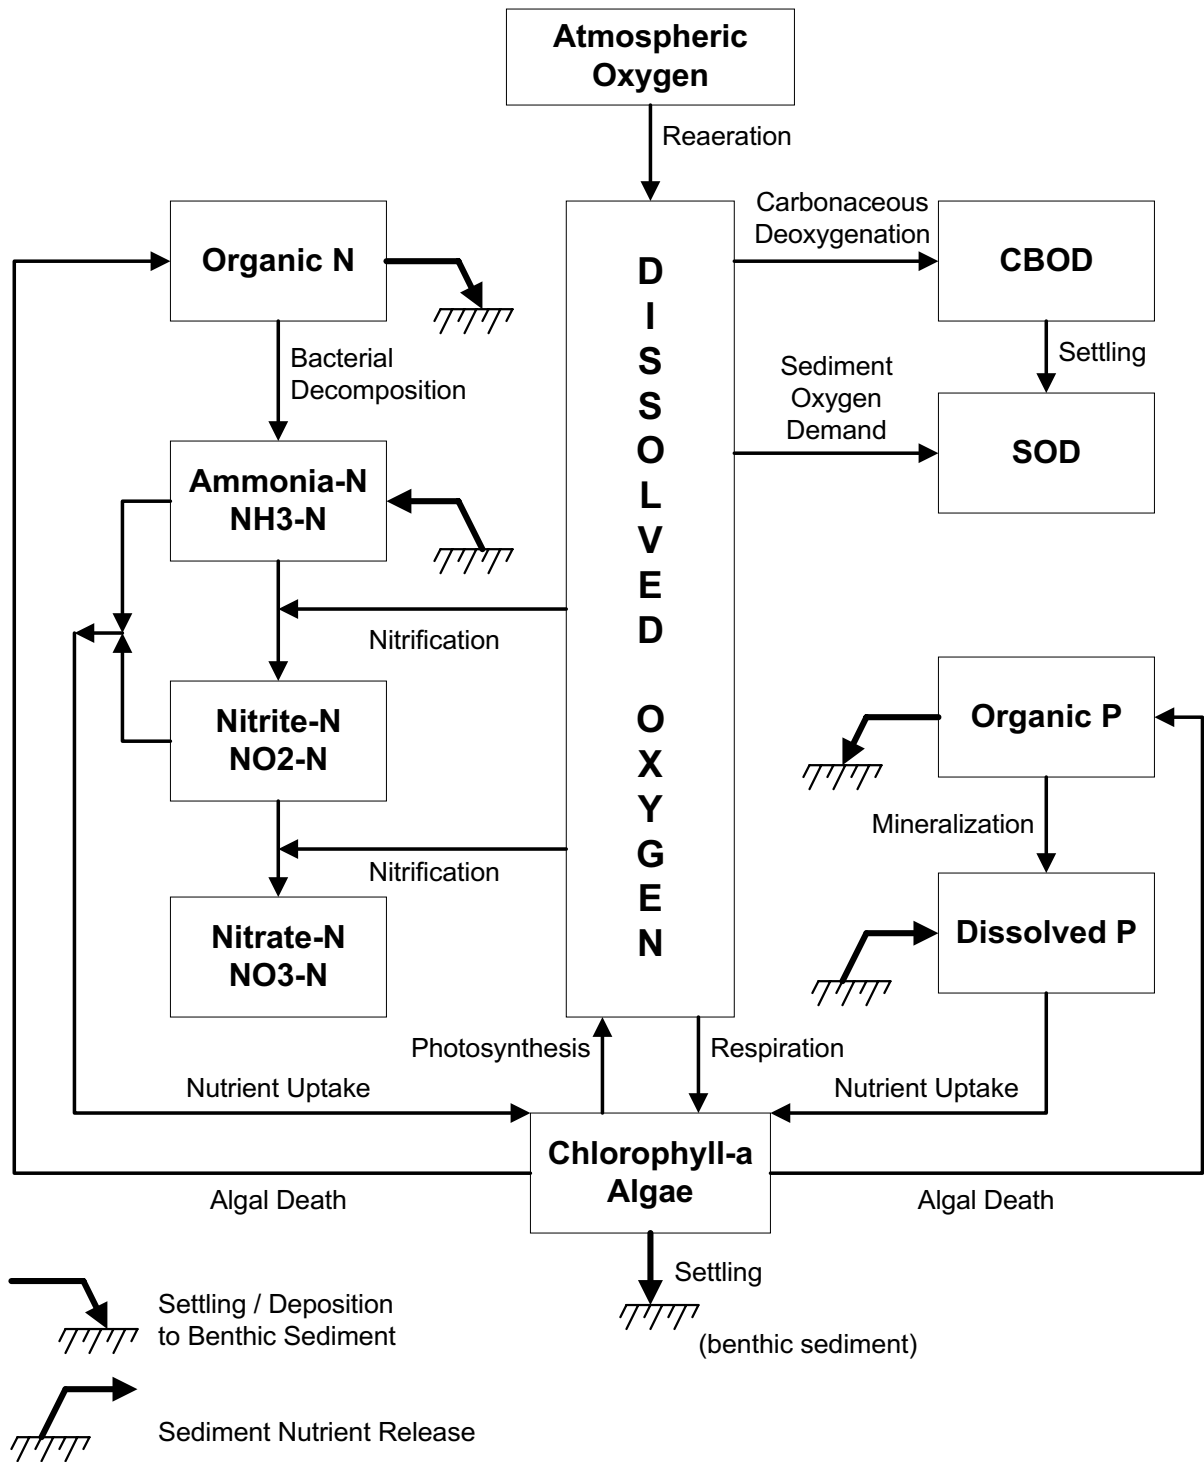 Atmospheric
Oxygen
Reaeration
Carbonaceous
Deoxygenation
Organic N
CBOD
DISSOLVED OXYGEN
Bacterial
Decomposition
Settling
Sediment
Oxygen
Demand
SOD
Ammonia-N
NH3-N
Nitrification
Nitrite-N
NO2-N
Organic P
Mineralization
Nitrification
Nitrate-N
NO3-N
Dissolved P
Photosynthesis
Respiration
Nutrient Uptake
Nutrient Uptake
Chlorophyll-a
Algae
Algal Death
Algal Death
Settling
(benthic sediment)
Settling / Deposition
to Benthic Sediment
Sediment Nutrient Release